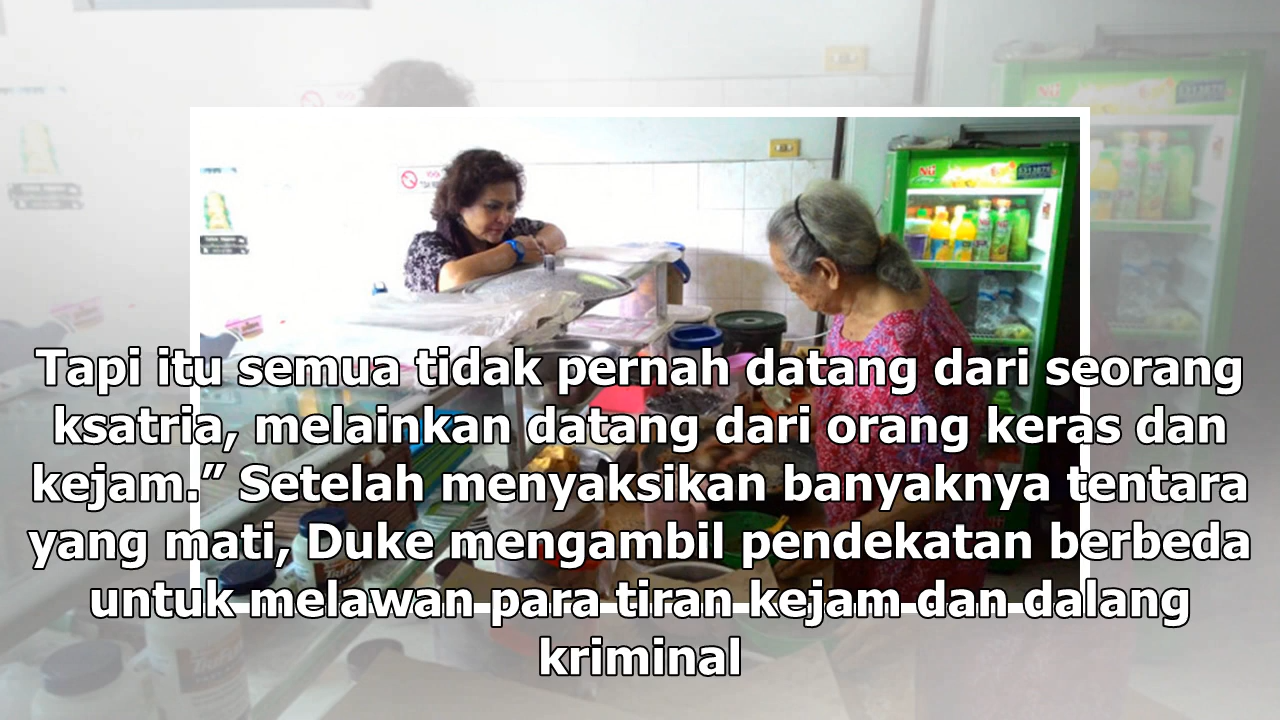 NG
Tapi itu semua tidak pernah datang dari seorang
ksatria, melainkan datang dari orang keras dan
kejam.” Setelah menyaksikan banyaknya tentara
yang mati, Duke mengambil pendekatan berbeda
untuk melawan para tiran kejam dan dalang
kriminal